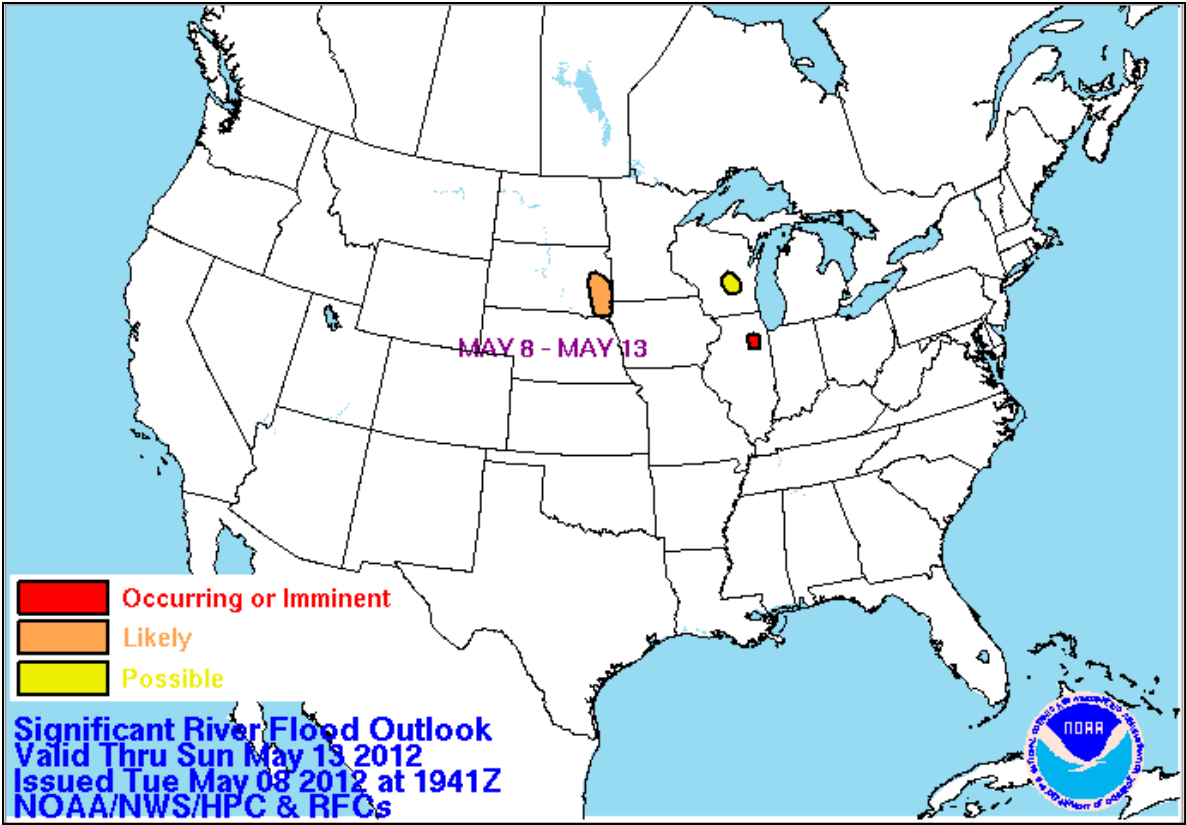 MAY 8 - MAY 13
Occurring or Imminent
Likely
Possible
Significant River Flood Outlook
Valid Thru Sun May 13 2012
Issued Tue May 08 2012 at 1941Z
NOAA/NWS/HPC & RFCs
NOAA